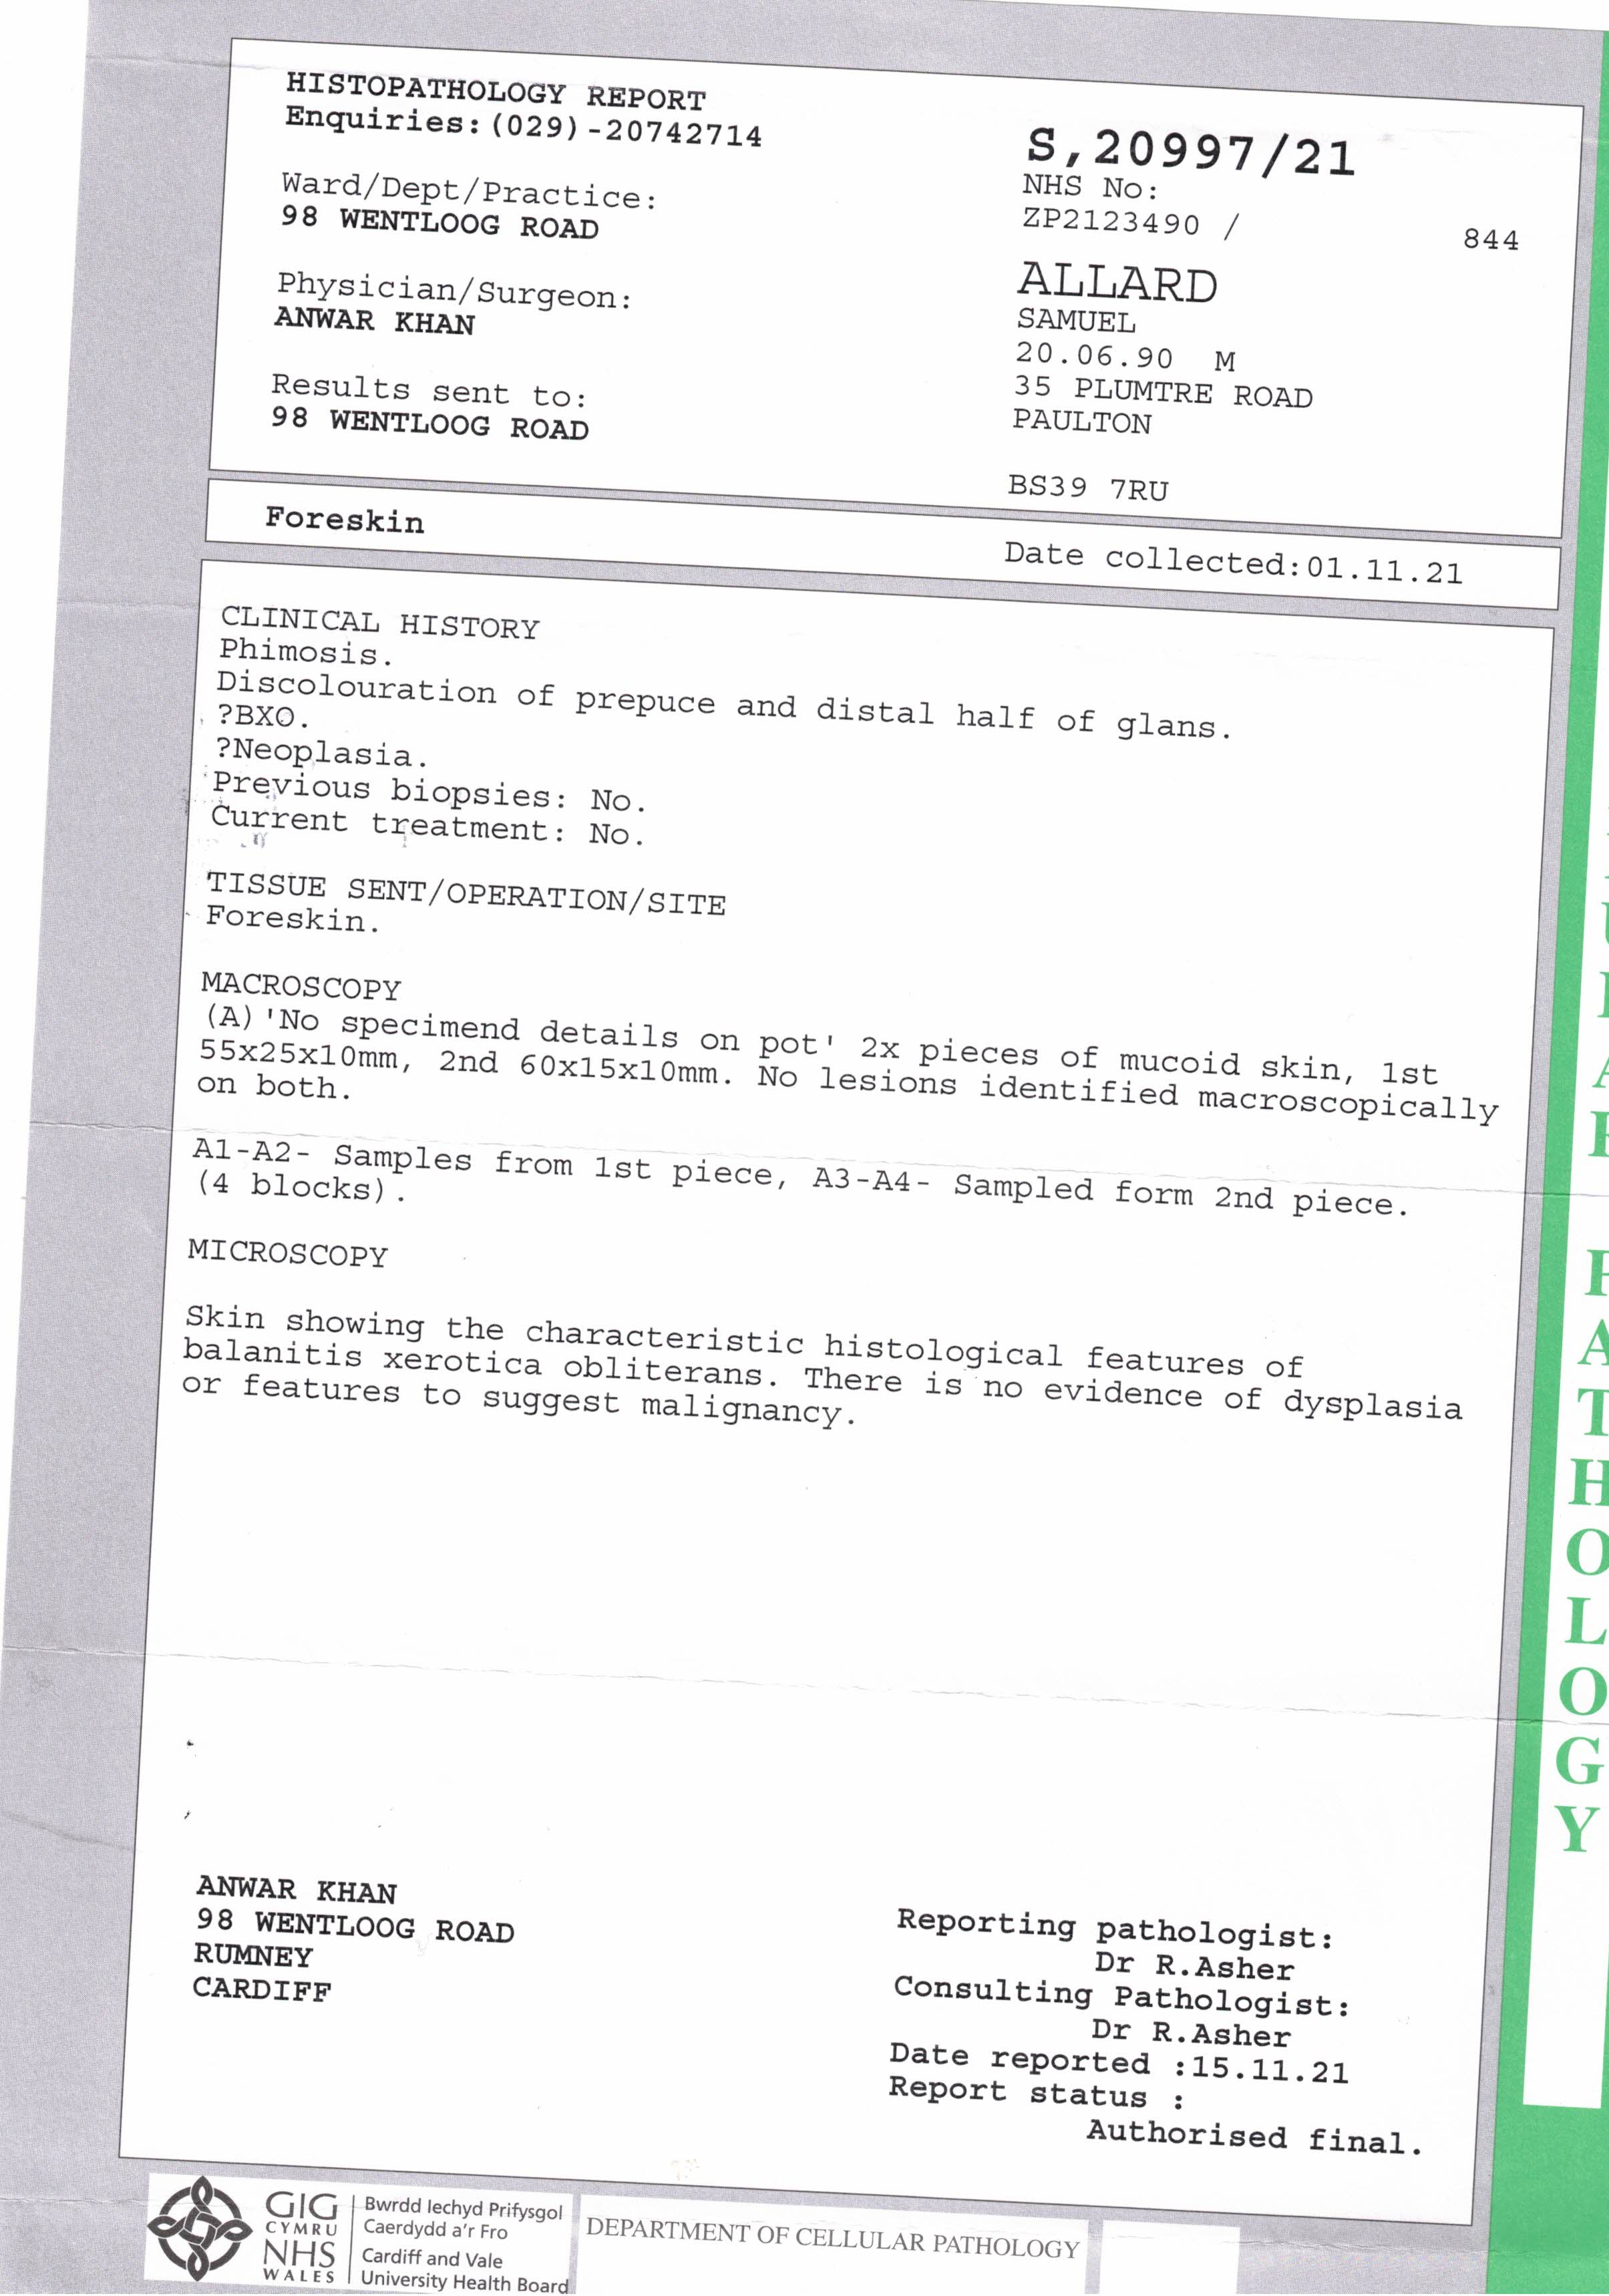 HISTOPATHOLOGY REPORT
Enquiries:(029)-20742714
Ward/Dept/Practice:
98 WENTLOOG ROAD
Physician/Surgeon:
ANWAR KHAN
Results sent to:
98 WENTLOOG ROAD
S,20997/21
NHS No:
ZP2123490 / 844
ALLARD
SAMUEL
20.06.90 M
35 PLUMTRE ROAD
PAULTON
BS39 7RU
Foreskin
Date collected:01.11.21
CLINICAL HISTORY
Phimosis.
Discolouration of prepuce and distal half of glans.
?BXO.
?Neoplasia.
Previous biopsies: No.
Current treatment: No.
TISSUE SENT/OPERATION/SITE
Foreskin.
MACROSCOPY
(A)'No specimend details on pot' 2x pieces of mucoid skin, 1st
55x25x10mm, 2nd 60x15x10mm. No lesions identified macroscopically
on both.
A1-A2- Samples from 1st piece, A3-A4- Sampled form 2nd piece.
(4 blocks).
MICROSCOPY
Skin showing the characteristic histological features of
balanitis xerotica obliterans. There is no evidence of dysplasia
or features to suggest malignancy.
ANWAR KHAN
98 WENTLOOG ROAD
RUMNEY
CARDIFF
Reporting pathologist:
Dr R.Asher
Consulting Pathologist:
Dr R.Asher
Date reported :15.11.21
Report status :
Authorised final.
PATHOLOGY
GIG
CYMRU
NHS
WALES
Bwrdd Iechyd Prifysgol
Caerdydd a'r Fro
Cardiff and Vale
University Health Board
DEPARTMENT OF CELLULAR PATHOLOGY